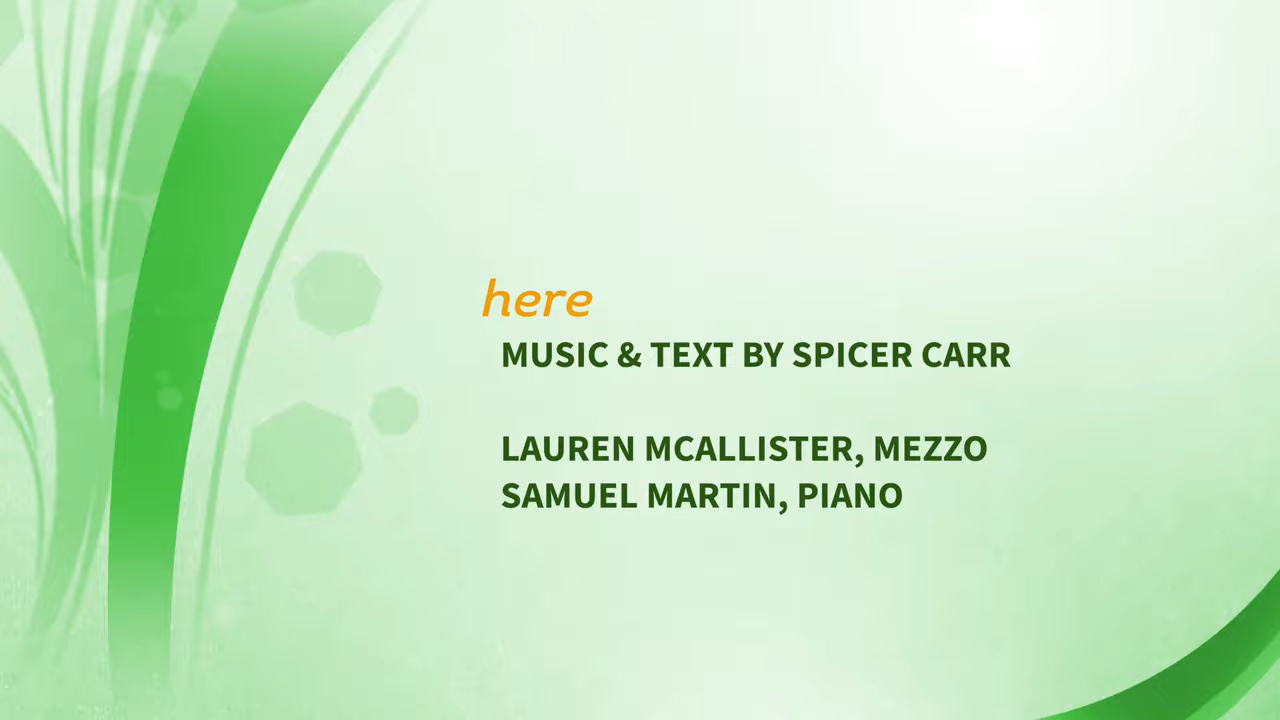 here
MUSIC & TEXT BY SPICER CARR
LAUREN MCALLISTER, MEZZO
SAMUEL MARTIN, PIANO